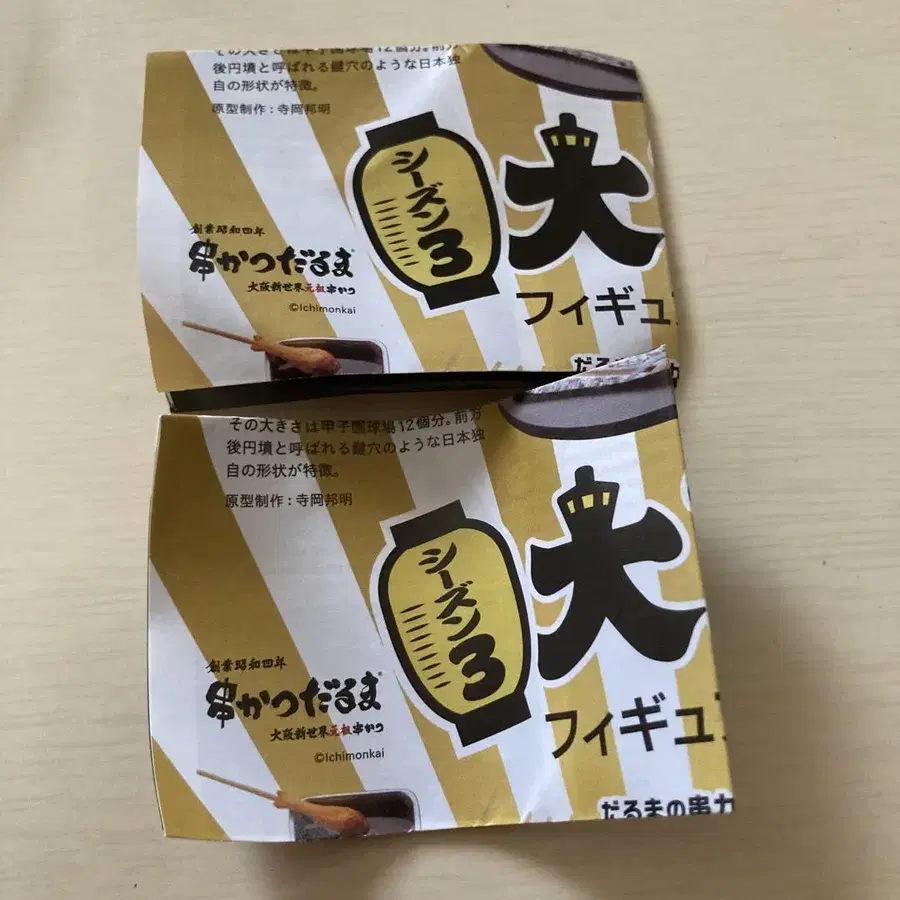 その大きさは甲子園球場12個分。前方
後円墳と呼ばれる鍵穴のような日本独
自の形状が特徴。
原型制作：寺岡邦明
シーズン3
大
フィギュ
創業昭和四年
串かつだるま
大阪新世界元祖串かつ
©Ichimonkai
その大きさは甲子園球場12個分。前方
後円墳と呼ばれる鍵穴のような日本独
自の形状が特徴。
原型制作：寺岡邦明
シーズン3
大
フィギュ
創業昭和四年
串かつだるま
大阪新世界元祖串かつ
©Ichimonkai
だるまの串カ